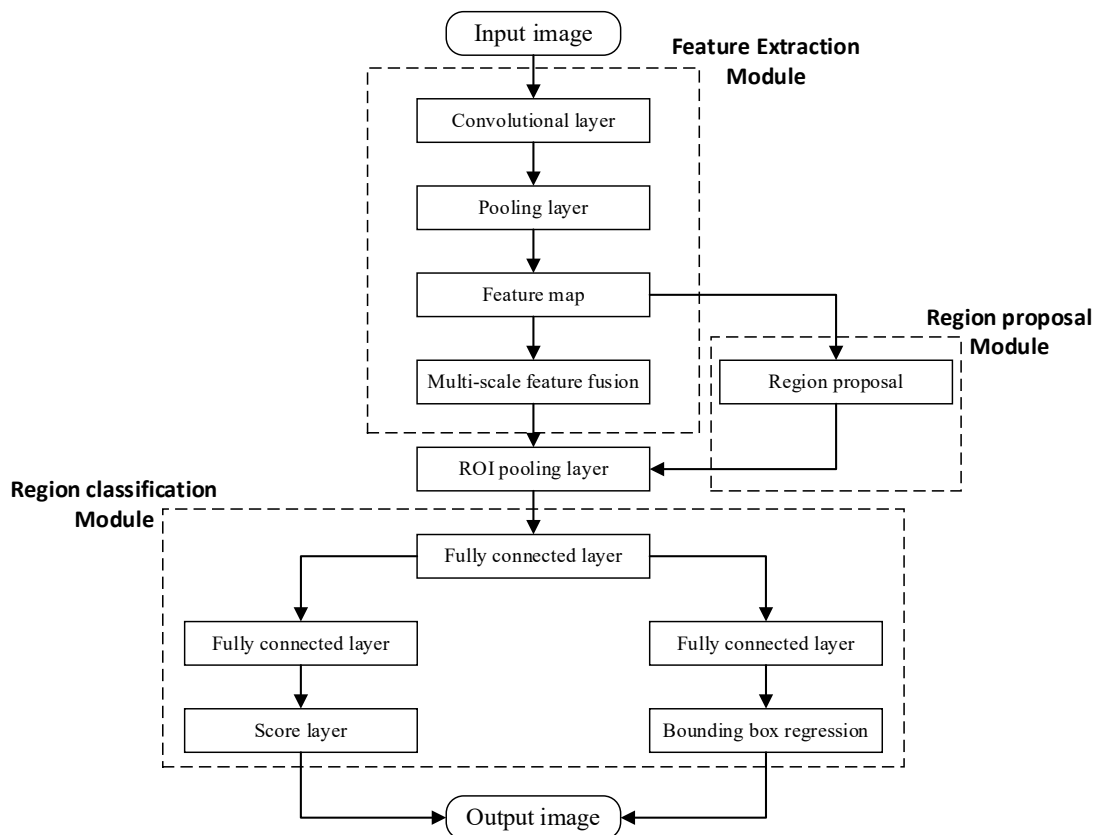 Input image
Feature Extraction
Module
Convolutional layer
Pooling layer
Feature map
Region proposal
Module
Multi-scale feature fusion
Region proposal
ROI pooling layer
Region classification
Module
Fully connected layer
Fully connected layer
Fully connected layer
Score layer
Bounding box regression
Output image